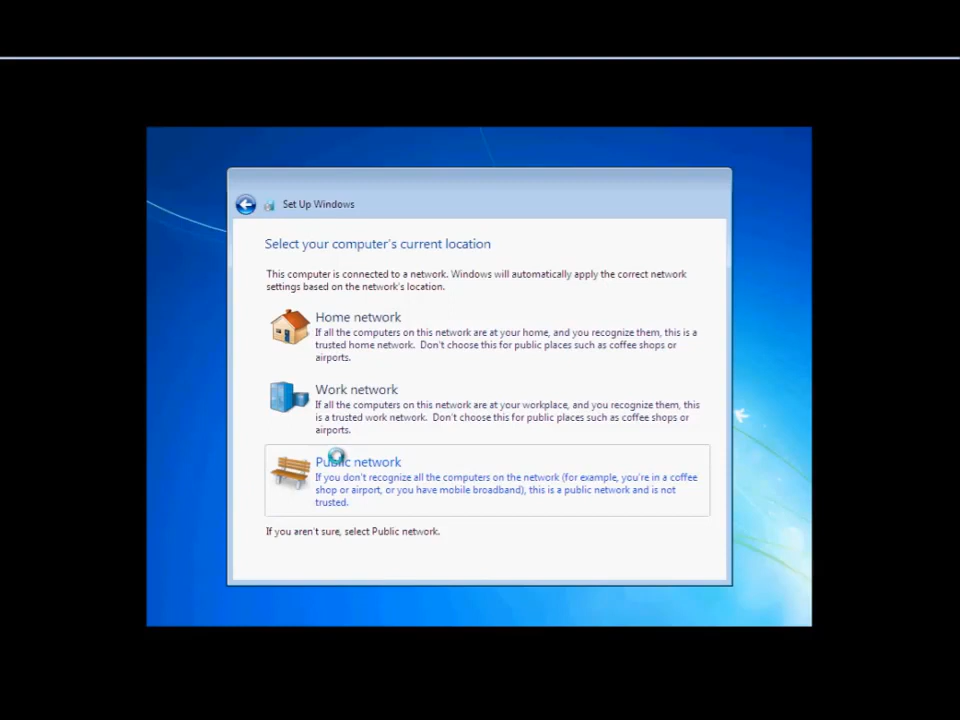 Set Up Windows
Select your computer's current location
This computer is connected to a network. Windows will automatically apply the correct network
settings based on the network's location.
Home network
If all the computers on this network are at your home, and you recognize them, this is a
trusted home network. Don't choose this for public places such as coffee shops or
airports.
Work network
If all the computers on this network are at your workplace, and you recognize them, this
is a trusted work network. Don't choose this for public places such as coffee shops or
airports.
Public network
If you don't recognize all the computers on the network (for example, you're in a coffee
shop or airport, or you have mobile broadband), this is a public network and is not
trusted.
If you aren't sure, select Public network.